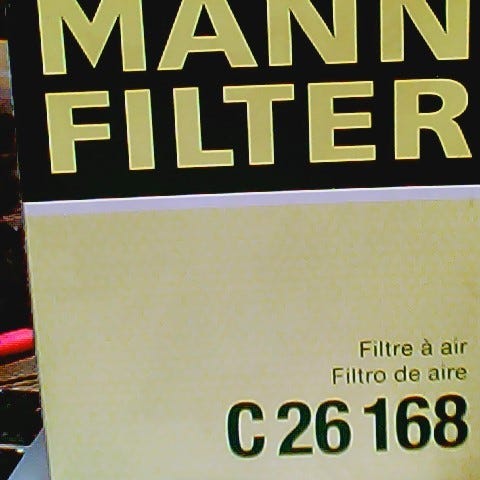 MANN
FILTER
Filtre à air
Filtro de aire
C 26 168